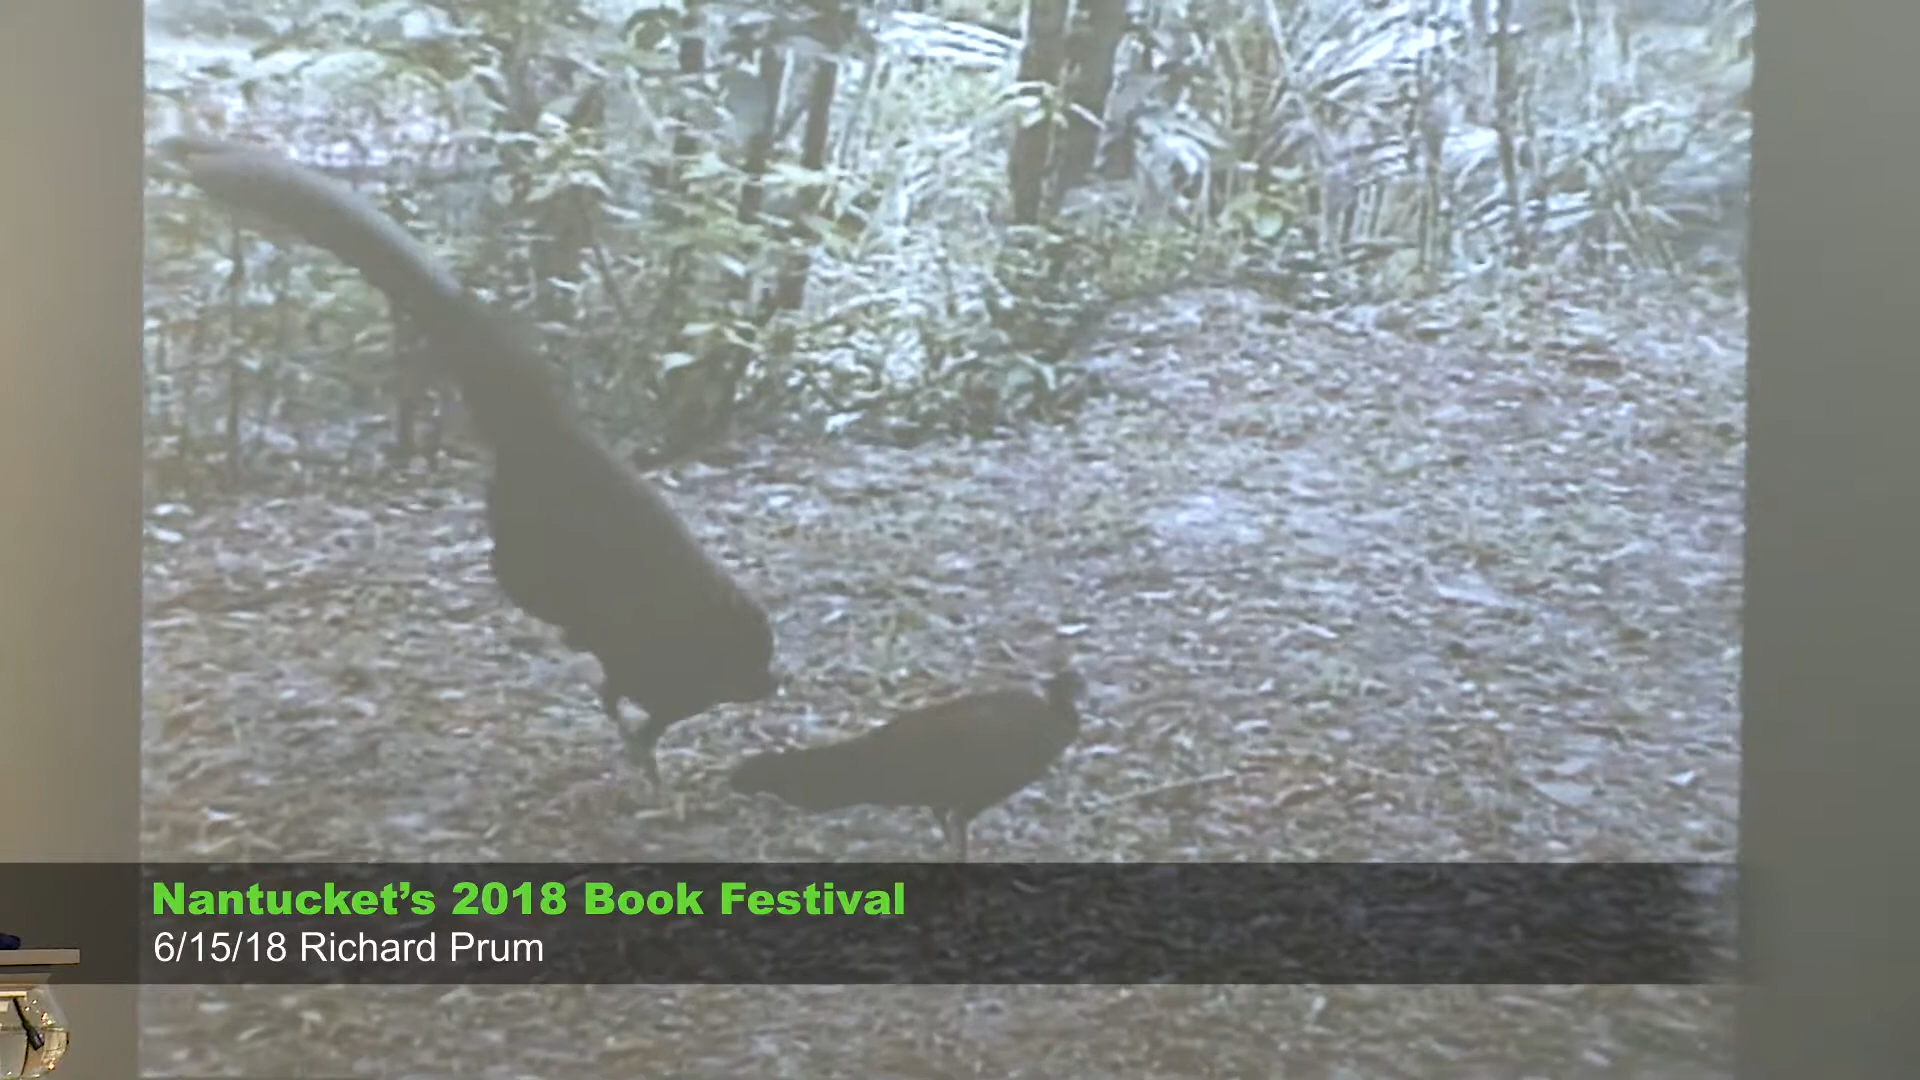 Nantucket’s 2018 Book Festival
6/15/18 Richard Prum